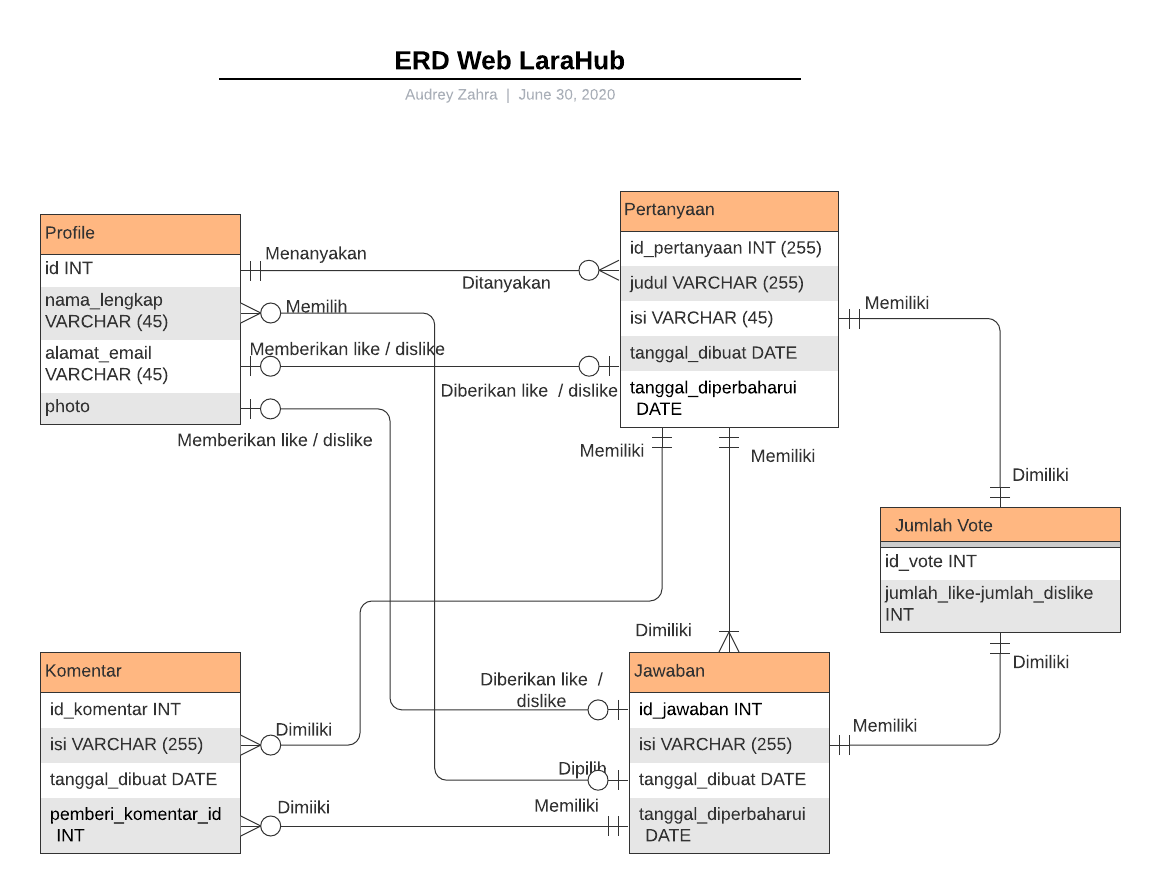 ERD Web LaraHub
Audrey Zahra | June 30, 2020
Profile
id INT
nama_lengkap
VARCHAR (45)
alamat_email
VARCHAR (45)
photo
Menanyakan
Ditanyakan
Memilih
Memberikan like / dislike
Diberikan like / dislike
Memberikan like / dislike
Pertanyaan
id_pertanyaan INT (255)
judul VARCHAR (255)
isi VARCHAR (45)
tanggal_dibuat DATE
tanggal_diperbaharui
DATE
Memiliki
Memiliki
Memiliki
Dimiliki
Jumlah Vote
id_vote INT
jumlah_like-jumlah_dislike
INT
Dimiliki
Dimiliki
Komentar
id_komentar INT
isi VARCHAR (255)
tanggal_dibuat DATE
pemberi_komentar_id
INT
Dimiliki
Dimiiki
Diberikan like /
dislike
Dipilih
Memiliki
Jawaban
id_jawaban INT
isi VARCHAR (255)
tanggal_dibuat DATE
tanggal_diperbaharui
DATE
Memiliki